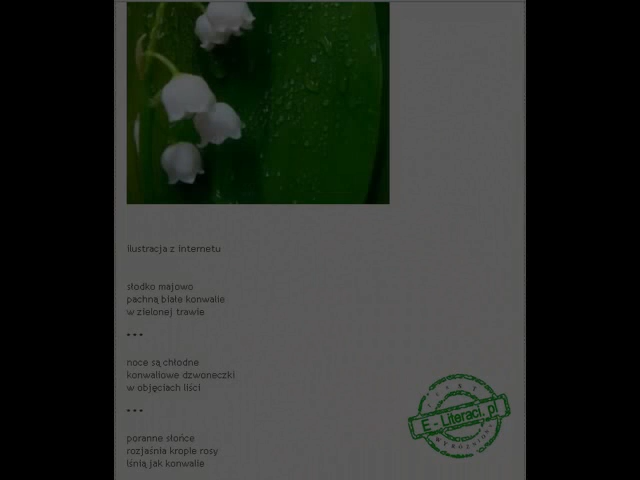 Ilustracja z Internetu
słodko majowo
pachną białe konwalie
w zielonej trawie
***
noce są chłodne
konwaliowe dzwoneczki
w objęciach liści
***
poranne słońce
rozjaśnia krople rosy
lśnią jak konwalie
E - Literaci. pl
WYRÓŻNIONY